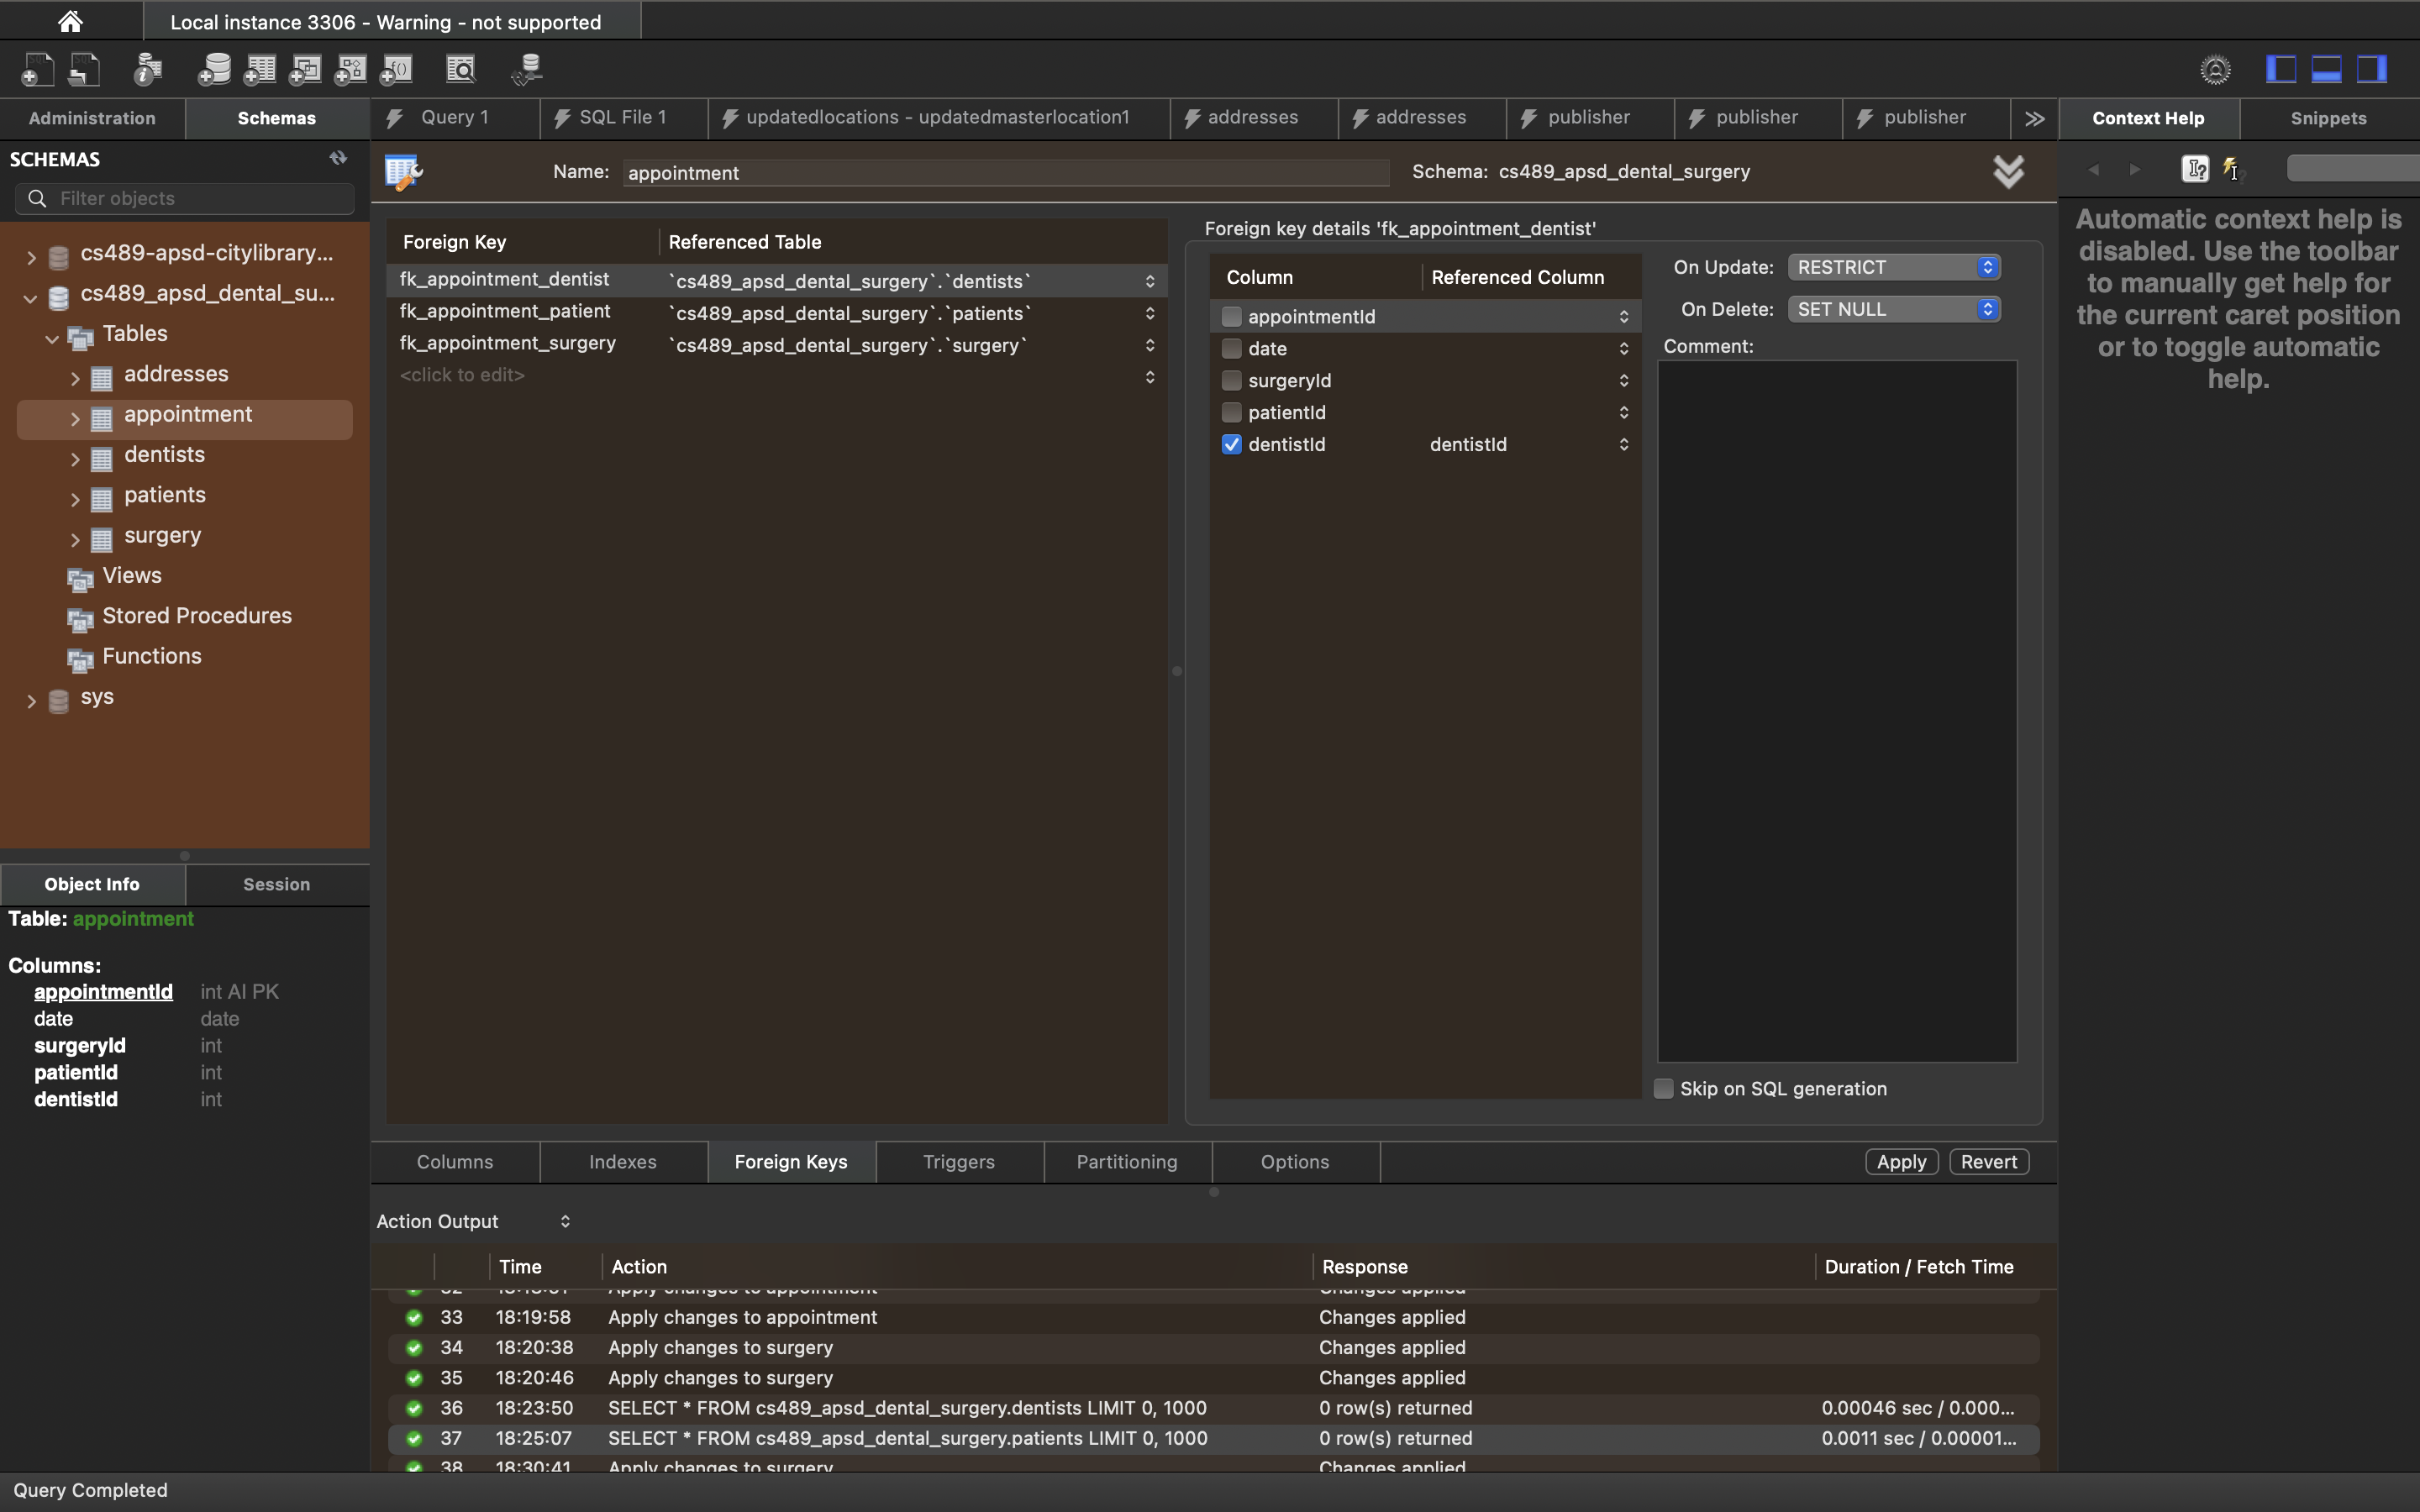 Local instance 3306 - Warning - not supported
Administration
Schemas
Query 1
SQL File 1
updatedlocations - updatedmasterlocation1
addresses
addresses
publisher
publisher
publisher
Context Help
Snippets
SCHEMAS
Filter objects
cs489-apsd-citylibrary...
cs489_apsd_dental_su...
Tables
addresses
appointment
dentists
patients
surgery
Views
Stored Procedures
Functions
sys
Object Info
Session
Table: appointment
Columns:
appointmentId int AI PK
date date
surgeryId int
patientId int
dentistId int
Name: appointment
Schema: cs489_apsd_dental_surgery
Foreign Key Referenced Table
fk_appointment_dentist `cs489_apsd_dental_surgery`.`dentists`
fk_appointment_patient `cs489_apsd_dental_surgery`.`patients`
fk_appointment_surgery `cs489_apsd_dental_surgery`.`surgery`
<click to edit>
Foreign key details 'fk_appointment_dentist'
Column Referenced Column
appointmentId
date
surgeryId
patientId
dentistId dentistId
On Update: RESTRICT
On Delete: SET NULL
Comment:
Skip on SQL generation
Automatic context help is
disabled. Use the toolbar
to manually get help for
the current caret position
or to toggle automatic
help.
Columns
Indexes
Foreign Keys
Triggers
Partitioning
Options
Apply
Revert
Action Output
Time Action Response Duration / Fetch Time
Apply changes to appointment Changes applied
33 18:19:58 Apply changes to appointment Changes applied
34 18:20:38 Apply changes to surgery Changes applied
35 18:20:46 Apply changes to surgery Changes applied
36 18:23:50 SELECT * FROM cs489_apsd_dental_surgery.dentists LIMIT 0, 1000 0 row(s) returned 0.00046 sec / 0.000...
37 18:25:07 SELECT * FROM cs489_apsd_dental_surgery.patients LIMIT 0, 1000 0 row(s) returned 0.0011 sec / 0.00001...
38 18:30:41 Apply changes to surgery Changes applied
Query Completed